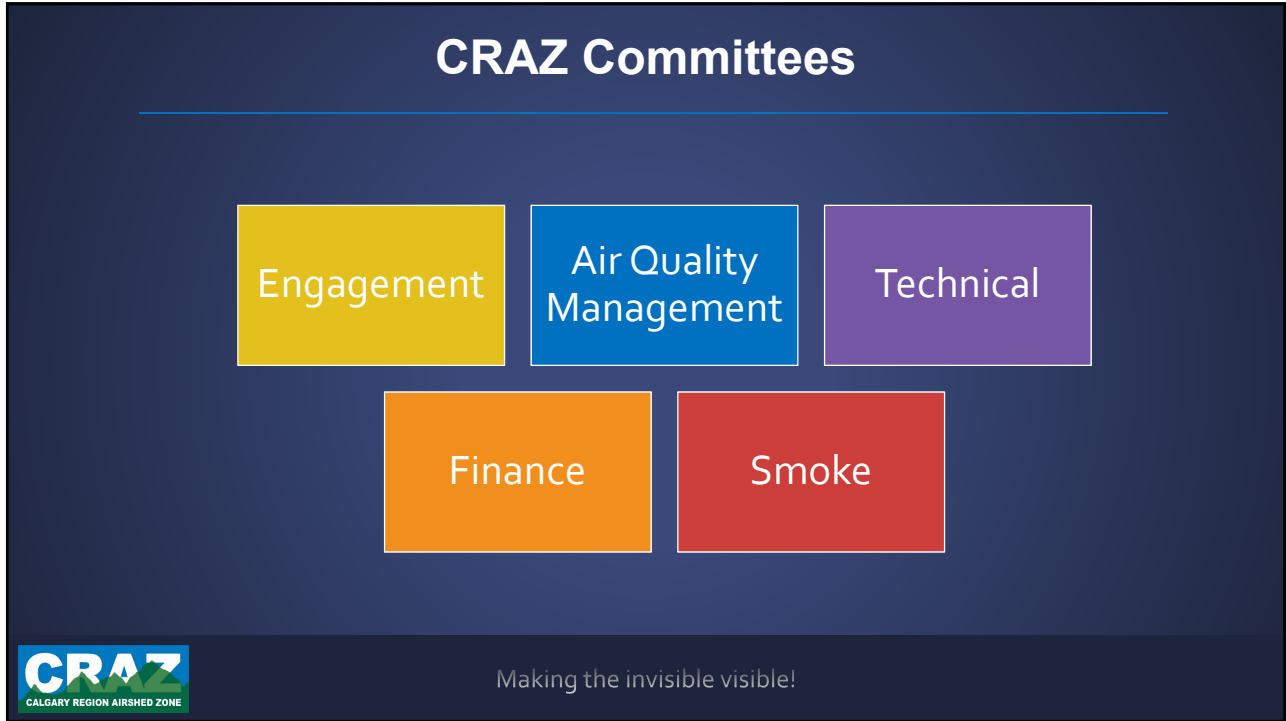 CRAZ Committees
Engagement
Air Quality
Management
Technical
Finance
Smoke
CRAZ
CALGARY REGION AIRSHED ZONE
Making the invisible visible!